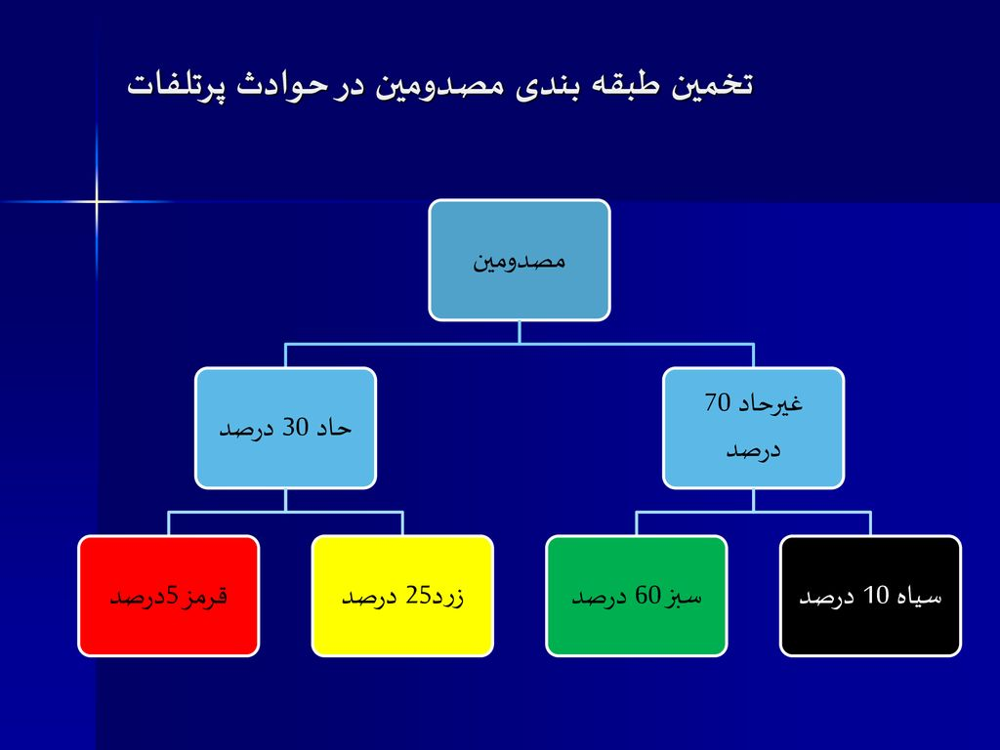 تخمین طبقه بندی مصدومین در حوادث پرتلفات
مصدومین
غیرحاد 70
درصد
حاد 30 درصد
سیاه 10 درصد
سبز 60 درصد
زرد25 درصد
قرمز 5درصد